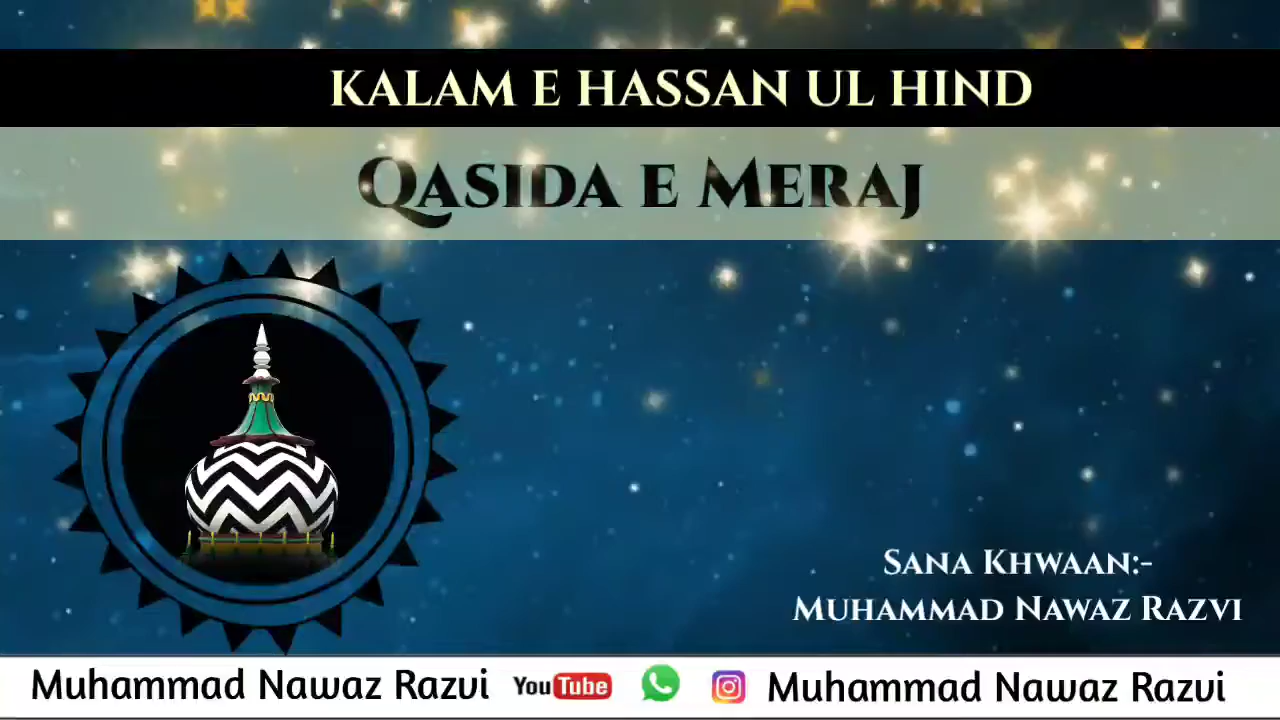 KALAM E HASSAN UL HIND
QASIDA E MERAJ
SANA KHWAAN:-
MUHAMMAD NAWAZ RAZVI
Muhammad Nawaz Razvi YouTube Muhammad Nawaz Razvi